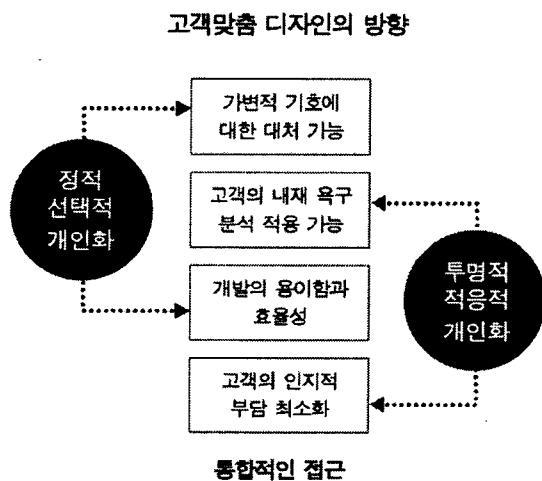 고객맞춤 디자인의 방향
가변적 기호에
대한 대처 가능
정적
선택적
개인화
고객의 내재 욕구
분석 적용 가능
개발의 용이함과
효율성
투명적
적응적
개인화
고객의 인지적
부담 최소화
통합적인 접근